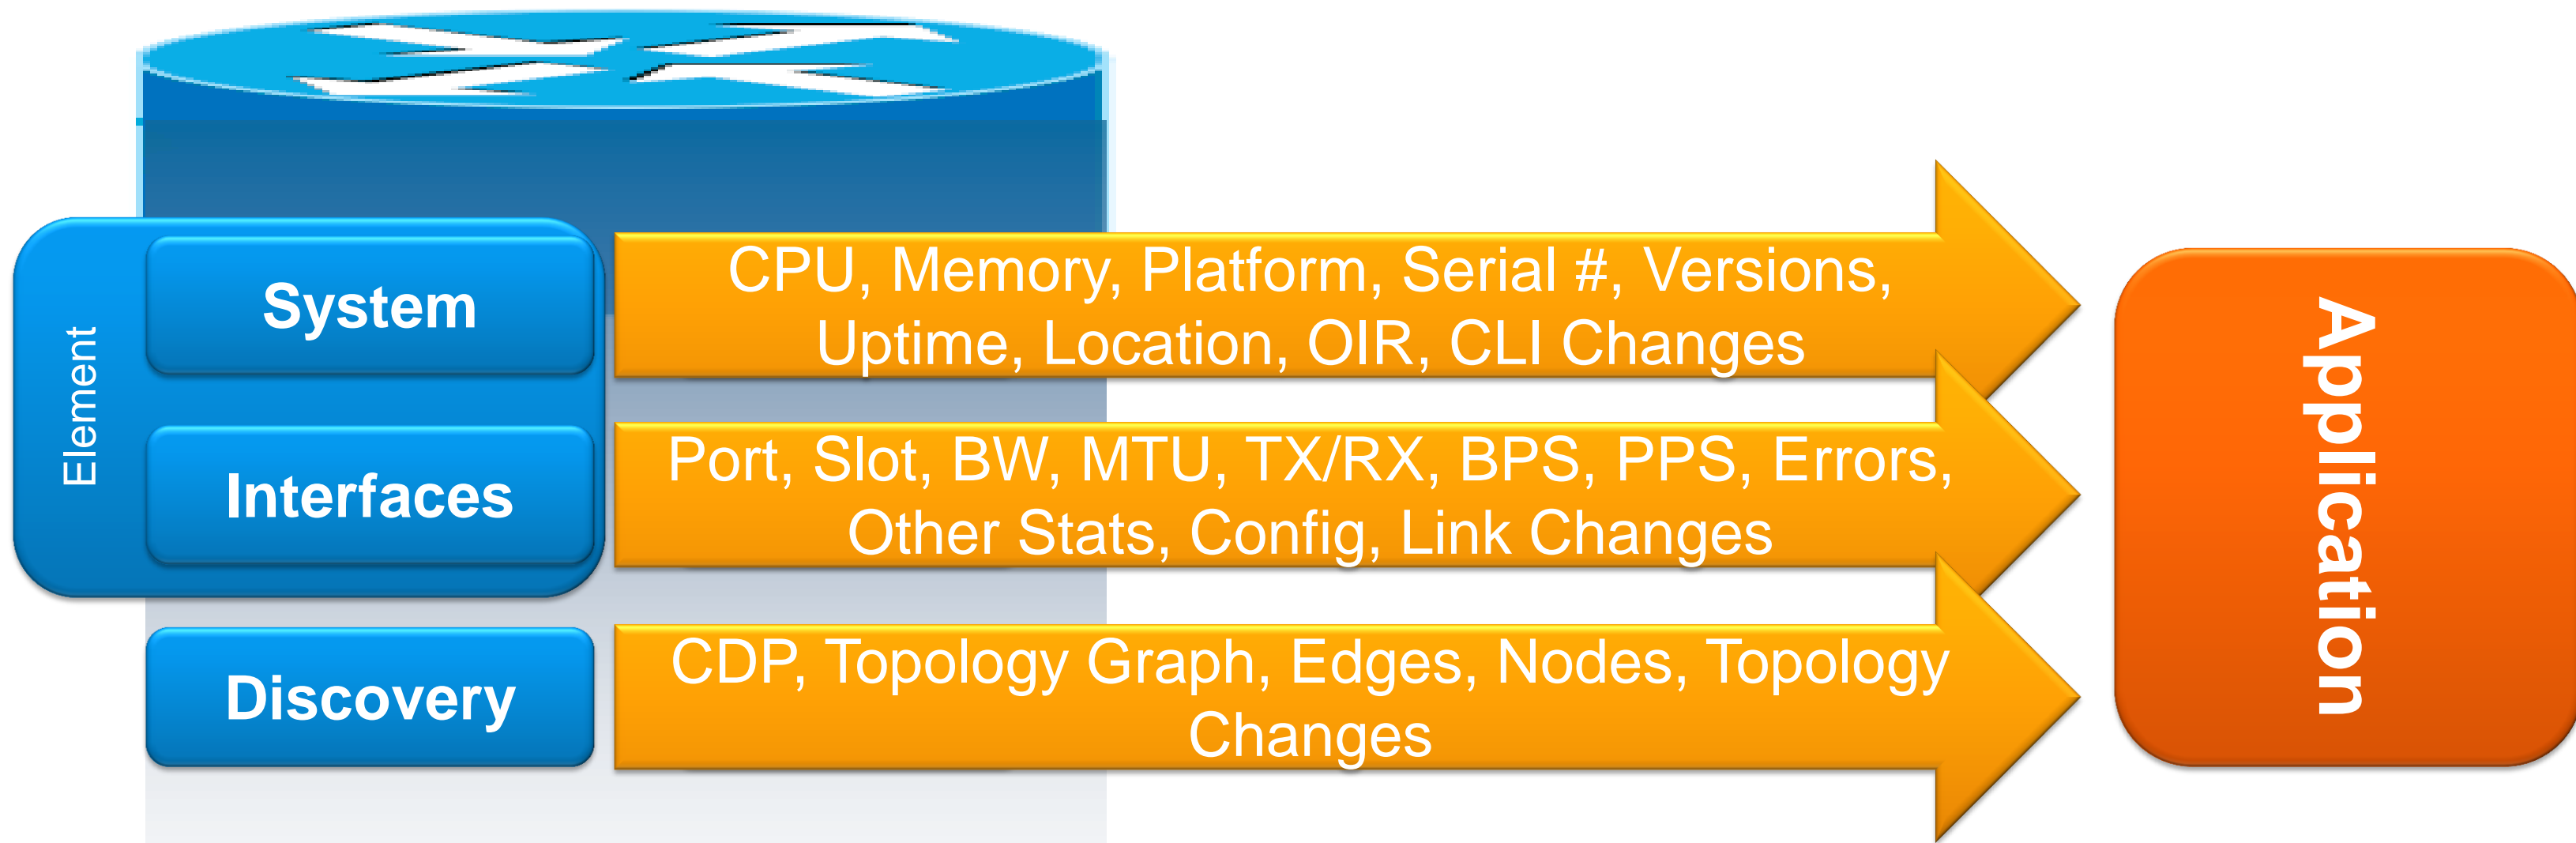 Element
System
CPU, Memory, Platform, Serial #, Versions,
Uptime, Location, OIR, CLI Changes
Interfaces
Port, Slot, BW, MTU, TX/RX, BPS, PPS, Errors,
Other Stats, Config, Link Changes
Discovery
CDP, Topology Graph, Edges, Nodes, Topology
Changes
Application